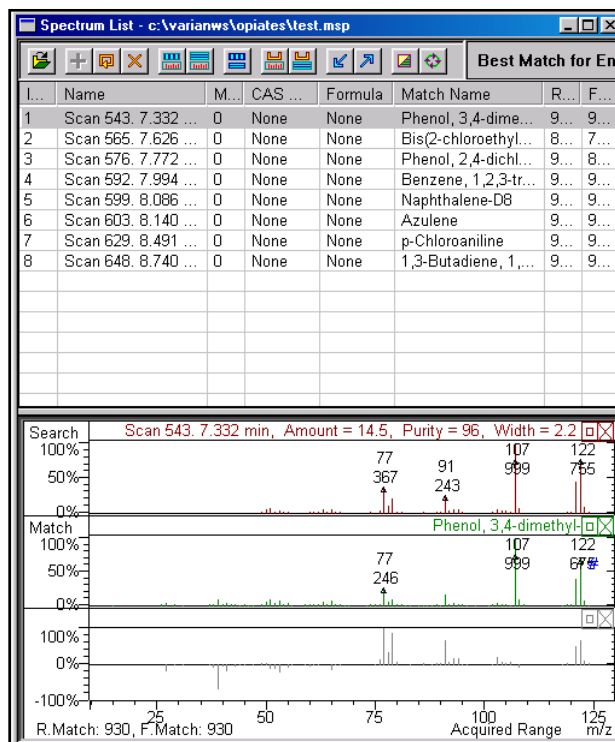 Spectrum List - c:\varianws\opiates\test.msp
Best Match for En
I... Name M... CAS ... Formula Match Name R... F...
1 Scan 543. 7.332 ... 0 None None Phenol, 3,4-dime... 9... 9...
2 Scan 565. 7.626 ... 0 None None Bis(2-chloroethyl... 8... 7...
3 Scan 576. 7.772 ... 0 None None Phenol, 2,4-dichl... 9... 8...
4 Scan 592. 7.994 ... 0 None None Benzene, 1,2,3-tr... 9... 9...
5 Scan 599. 8.086 ... 0 None None Naphthalene-D8 9... 9...
6 Scan 603. 8.140 ... 0 None None Azulene 9... 9...
7 Scan 629. 8.491 ... 0 None None p-Chloroaniline 9... 9...
8 Scan 648. 8.740 ... 0 None None 1,3-Butadiene, 1,... 9... 9...
Search Scan 543. 7.332 min, Amount = 14.5, Purity = 96, Width = 2.2
100% 107 122
77 91 999 755
50% 367 243
0%
Match Phenol, 3,4-dimethyl-
100% 107 122
77 999 675 #
50% 246
0%
100%
0%
-100%
25 50 75 100 125
R.Match: 930, F.Match: 930 Acquired Range m/z